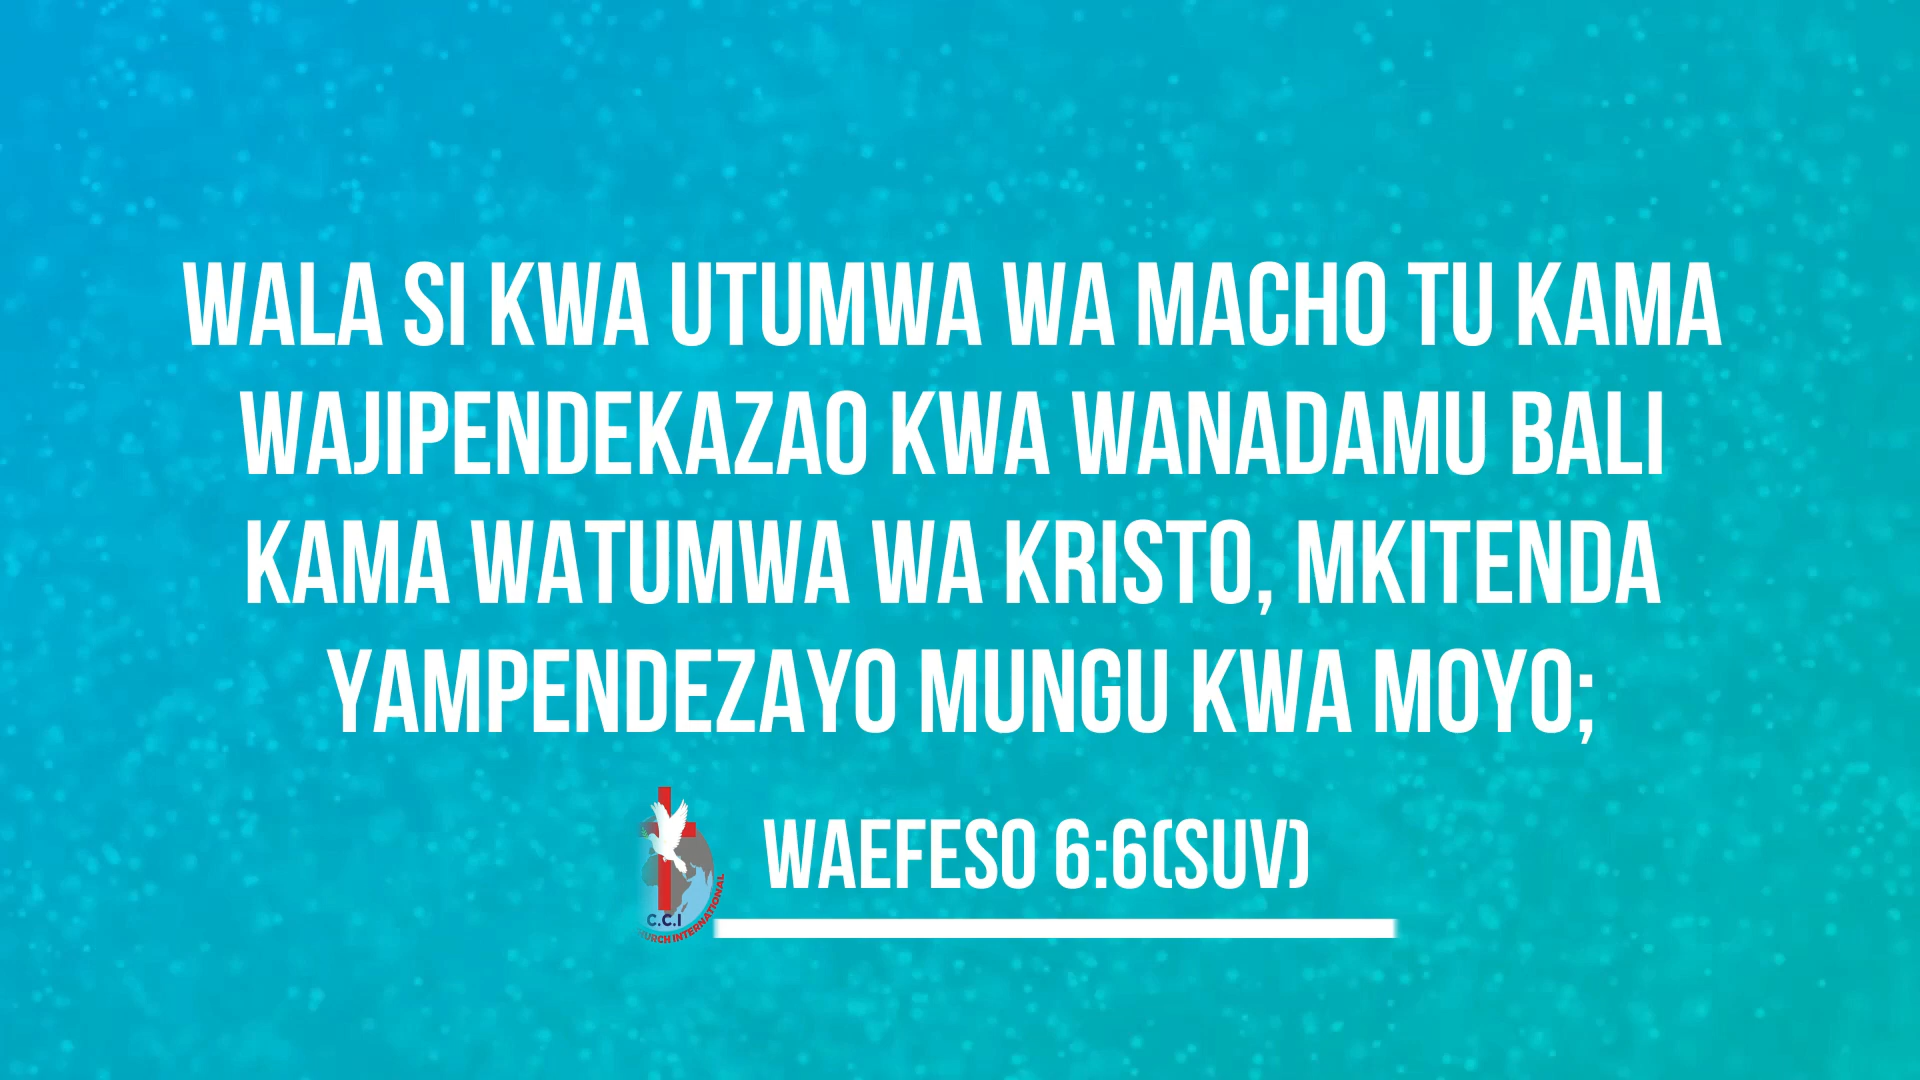 WALA SI KWA UTUMWA WA MACHO TU KAMA
WAJIPENDEKAZAO KWA WANADAMU BALI
KAMA WATUMWA WA KRISTO, MKITENDA
YAMPENDEZAYO MUNGU KWA MOYO;
WAEFESO 6:6(SUV)
C.C.I
INTERNATIONAL